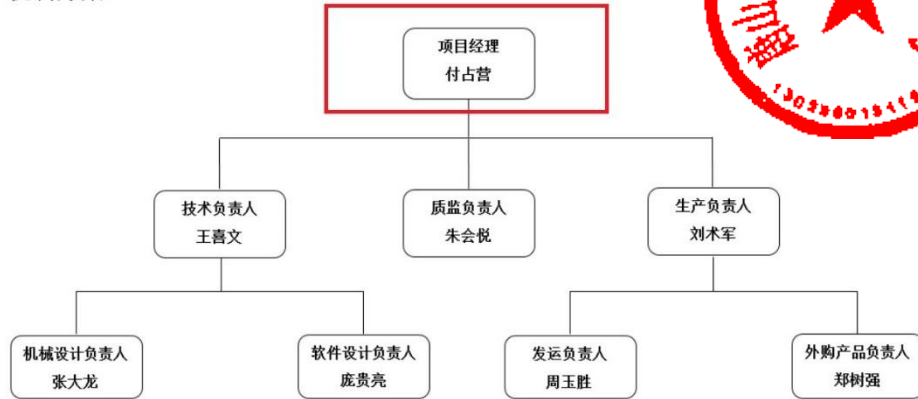 项目经理
付占营
技术负责人
王喜文
质监负责人
朱会悦
生产负责人
刘术军
机械设计负责人
张大龙
软件设计负责人
庞贵亮
发运负责人
周玉胜
外购产品负责人
郑树强